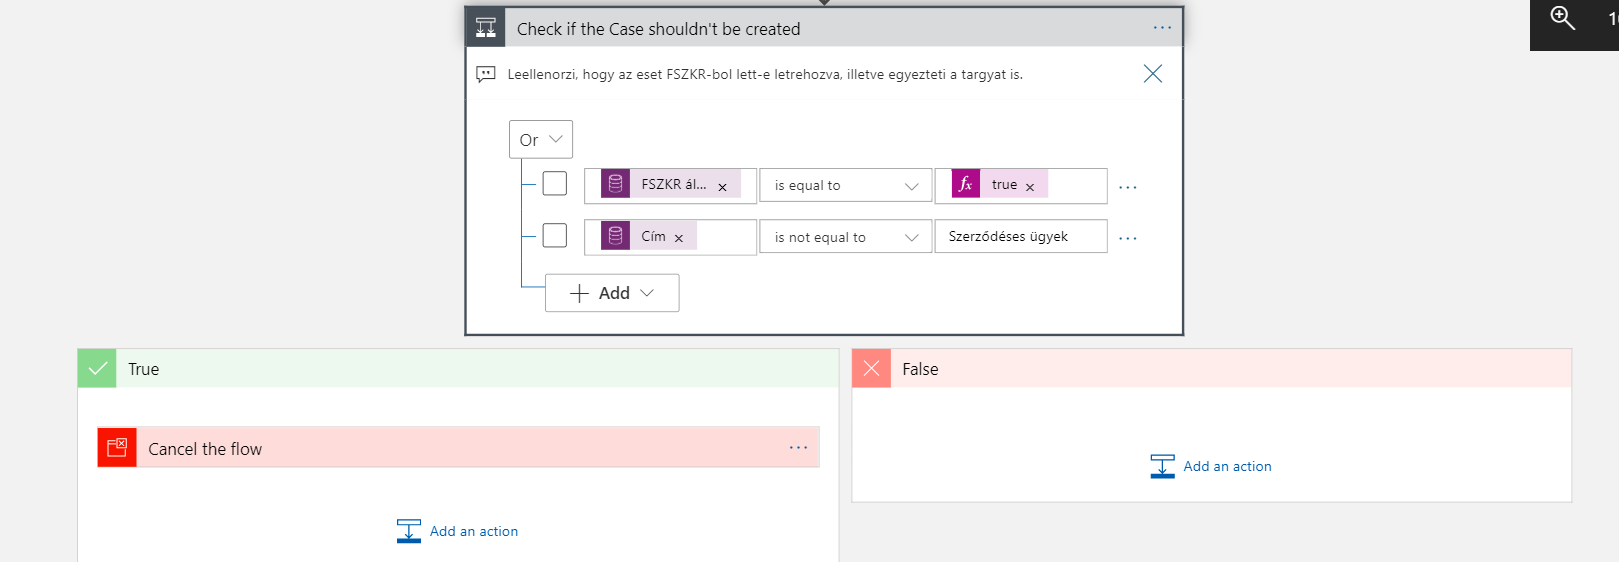 Check if the Case shouldn't be created
Leellenorzi, hogy az eset FSZKR-bol lett-e letrehozva, illetve egyezteti a targyat is.
Or
FSZKR ál... is equal to true
Cím is not equal to Szerződéses ügyek
Add
True
False
Cancel the flow
Add an action
Add an action